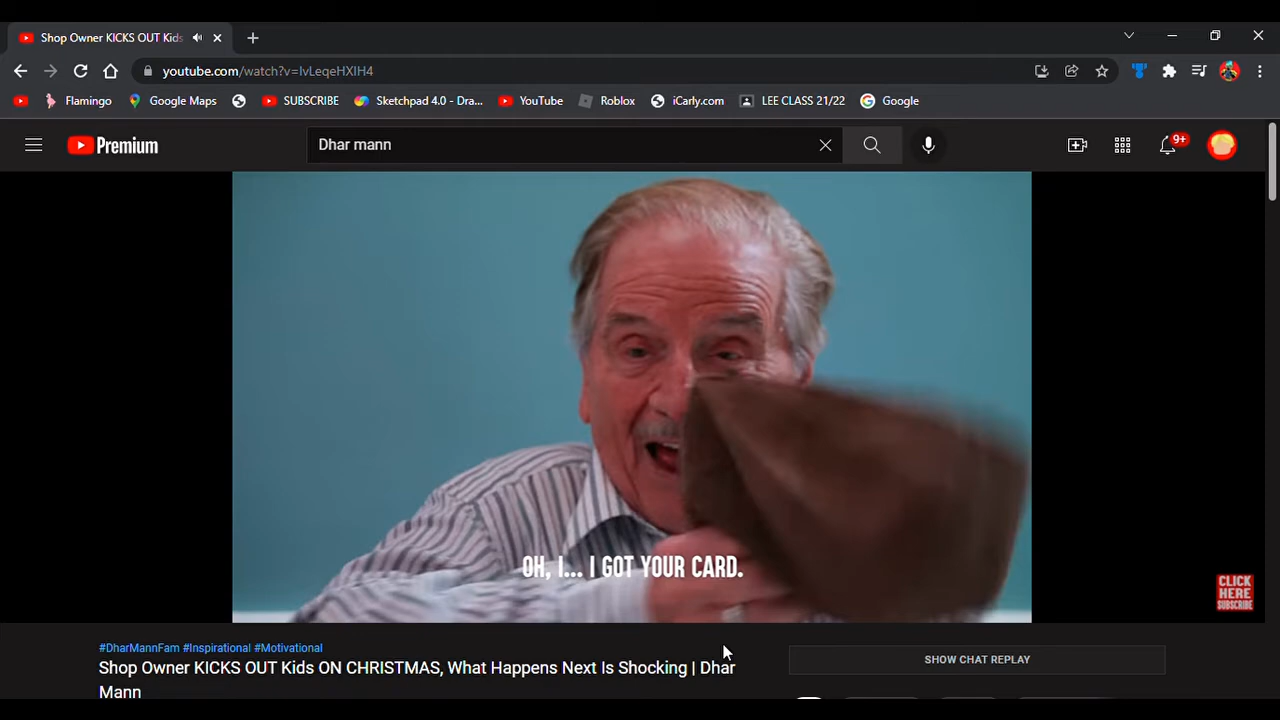 Shop Owner KICKS OUT Kids
youtube.com/watch?v=lvLeqeHXIH4
Flamingo Google Maps SUBSCRIBE Sketchpad 4.0 - Dra... YouTube Roblox iCarly.com LEE CLASS 21/22 Google
Premium Dhar mann 9+
OH, I... I GOT YOUR CARD.
CLICK
HERE
SUBSCRIBE
#DharMannFam #Inspirational #Motivational
Shop Owner KICKS OUT Kids ON CHRISTMAS, What Happens Next Is Shocking | Dhar
Mann
SHOW CHAT REPLAY